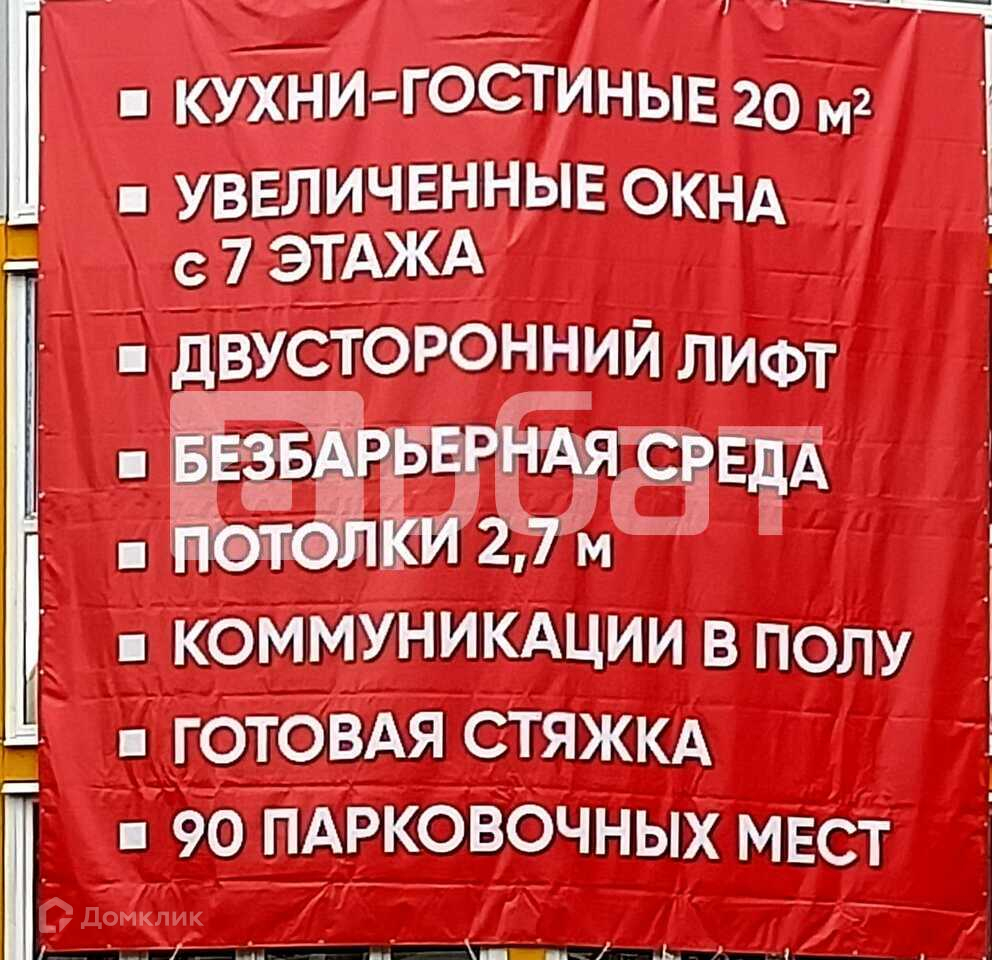 КУХНИ-ГОСТИНЫЕ 20 м²
УВЕЛИЧЕННЫЕ ОКНА
с 7 ЭТАЖА
ДВУСТОРОННИЙ ЛИФТ
Арбат
БЕЗБАРЬЕРНАЯ СРЕДА
ПОТОЛКИ 2,7 м
КОММУНИКАЦИИ В ПОЛУ
ГОТОВАЯ СТЯЖКА
90 ПАРКОВОЧНЫХ МЕСТ
Домклик